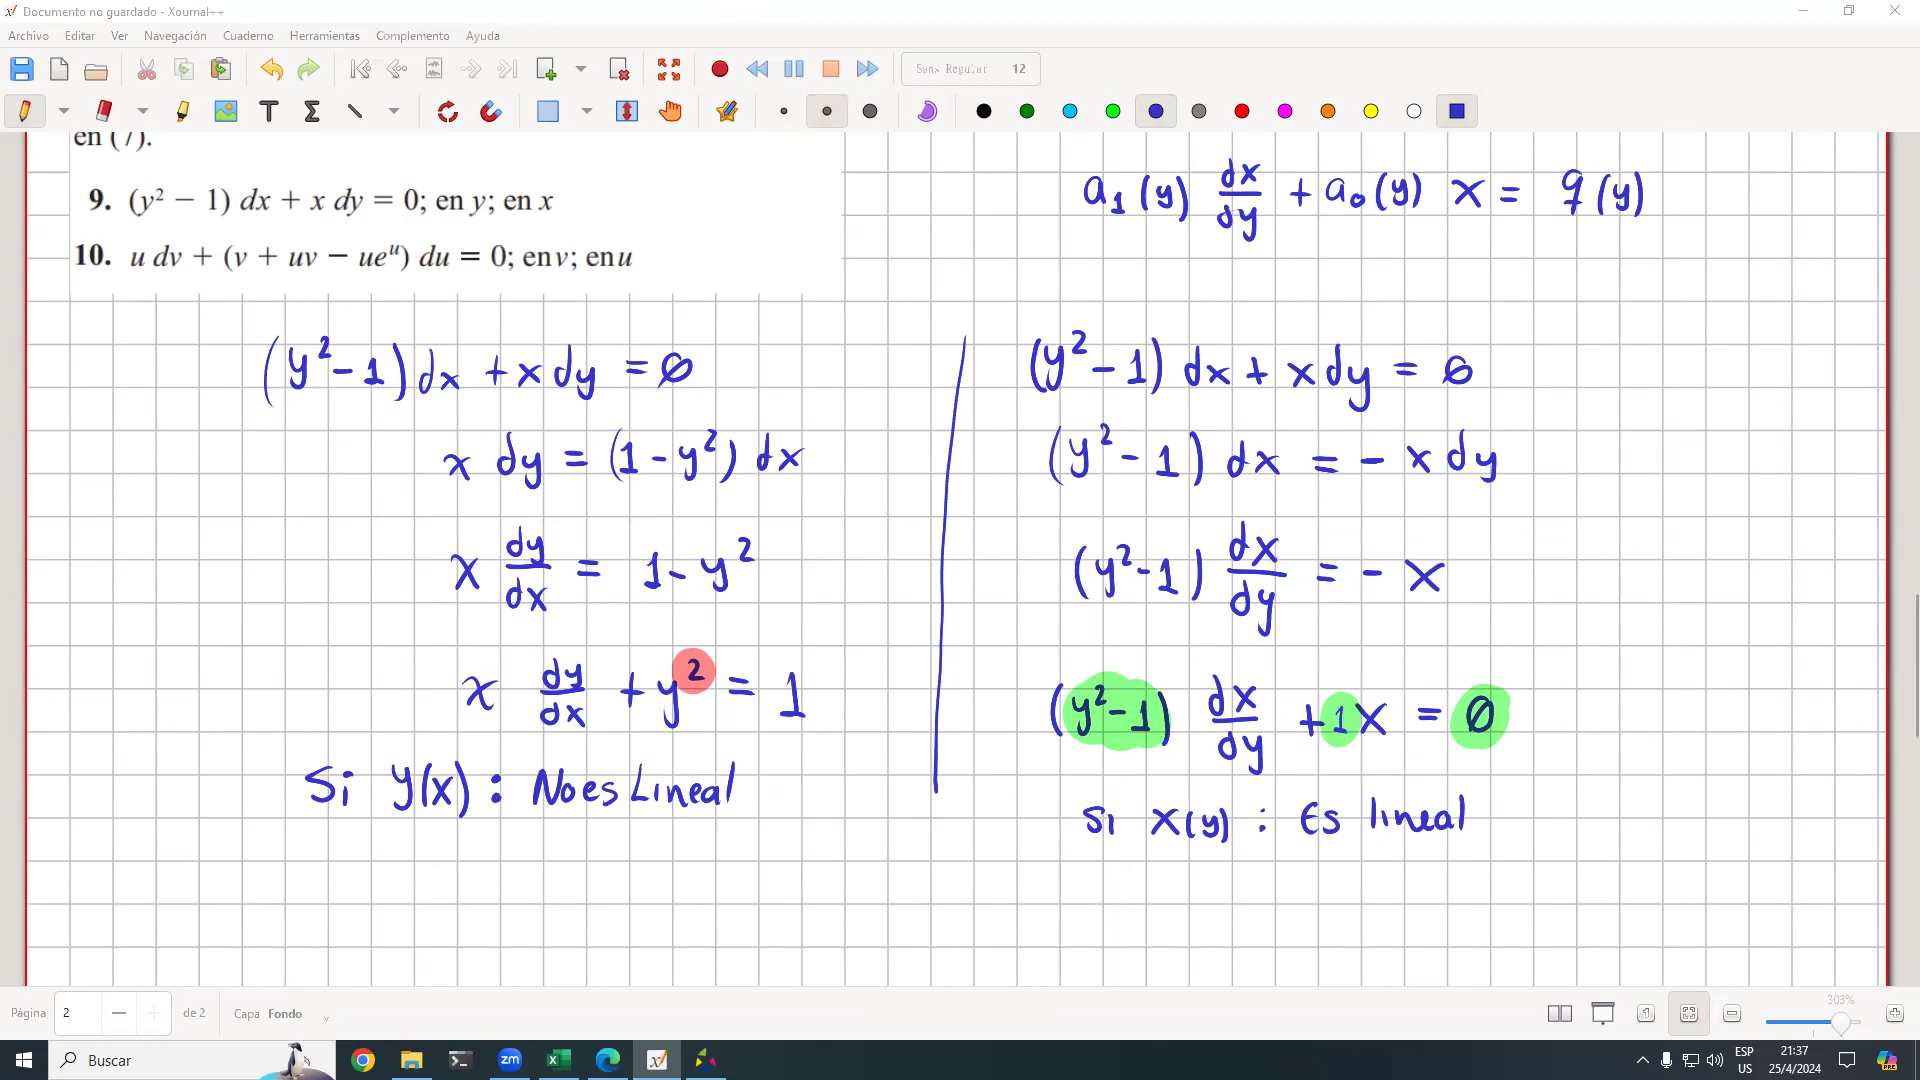 Documento no guardado - Xournal++
Archivo Editar Ver Navegación Cuaderno Herramientas Complemento Ayuda
Sans Regular 12
en (7).
9. (y² − 1) dx + x dy = 0; en y; en x
10. u dv + (v + uv − ueᵘ) du = 0; en v; en u
a₁(y) dx/dy + a₀(y) x = q(y)
(y² - 1) dx + x dy = 0
x dy = (1 - y²) dx
x dy/dx = 1 - y²
x dy/dx + y² = 1
Si y(x) : No es Lineal
(y² - 1) dx + x dy = 0
(y² - 1) dx = - x dy
(y² - 1) dx/dy = - x
(y² - 1) dx/dy + 1x = 0
Si x(y) : Es lineal
Página 2 de 2 Capa Fondo 303%
Buscar
zm
ESP
US
21:37
25/4/2024